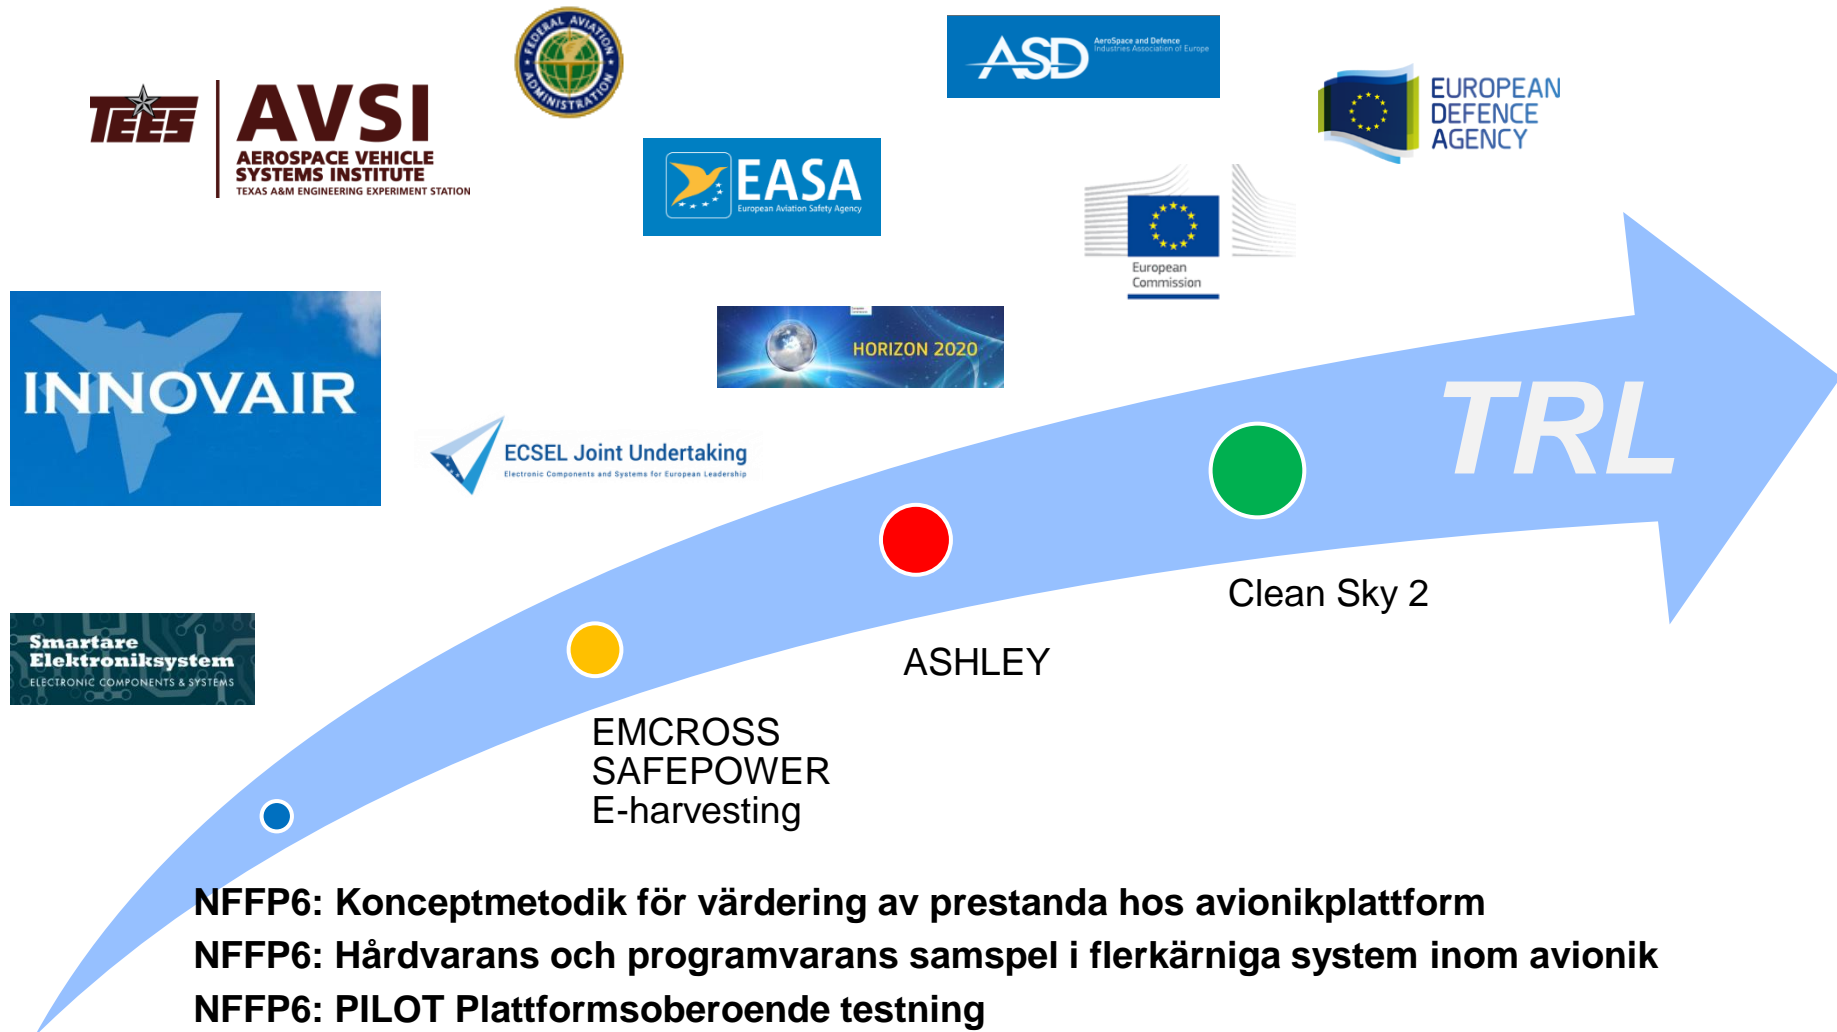 FEDERAL AVIATION ADMINISTRATION
ASD
AeroSpace and Defence
Industries Association of Europe
TEES
AVSI
AEROSPACE VEHICLE
SYSTEMS INSTITUTE
TEXAS A&M ENGINEERING EXPERIMENT STATION
EUROPEAN
DEFENCE
AGENCY
EASA
European Aviation Safety Agency
European
Commission
INNOVAIR
HORIZON 2020
TRL
ECSEL Joint Undertaking
Electronic Components and Systems for European Leadership
Clean Sky 2
Smartare
Elektroniksystem
ELECTRONIC COMPONENTS & SYSTEMS
ASHLEY
EMCROSS
SAFEPOWER
E-harvesting
NFFP6: Konceptmetodik för värdering av prestanda hos avionikplattform
NFFP6: Hårdvarans och programvarans samspel i flerkärniga system inom avionik
NFFP6: PILOT Plattformsoberoende testning